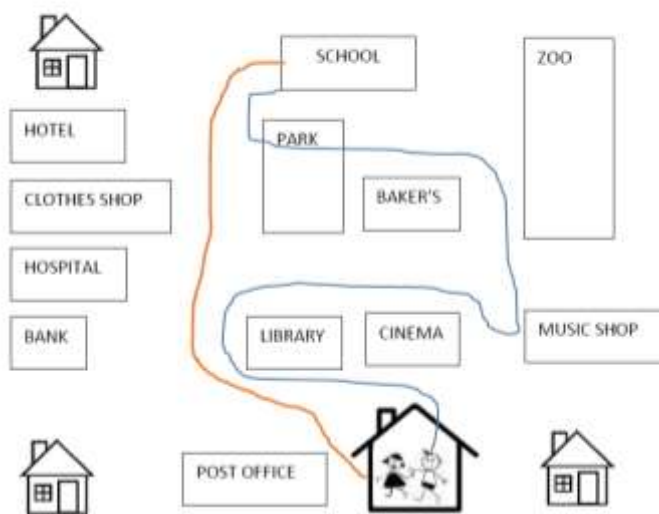 SCHOOL
ZOO
HOTEL
PARK
CLOTHES SHOP
BAKER'S
HOSPITAL
BANK
LIBRARY
CINEMA
MUSIC SHOP
POST OFFICE